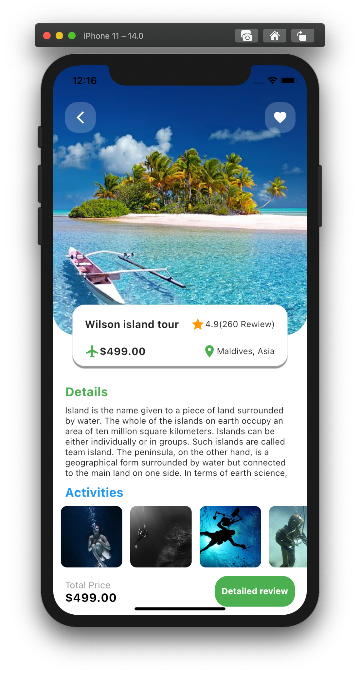 iPhone 11 – 14.0
12:16
Wilson island tour
4.9(260 Rewiew)
$499.00
Maldives, Asia
Details
Island is the name given to a piece of land surrounded
by water. The whole of the islands on earth occupy an
area of ten million square kilometers. Islands can be
either individually or in groups. Such islands are called
team island. The peninsula, on the other hand, is a
geographical form surrounded by water but connected
to the main land on one side. In terms of earth science,
Activities
Total Price
$499.00
Detailed review